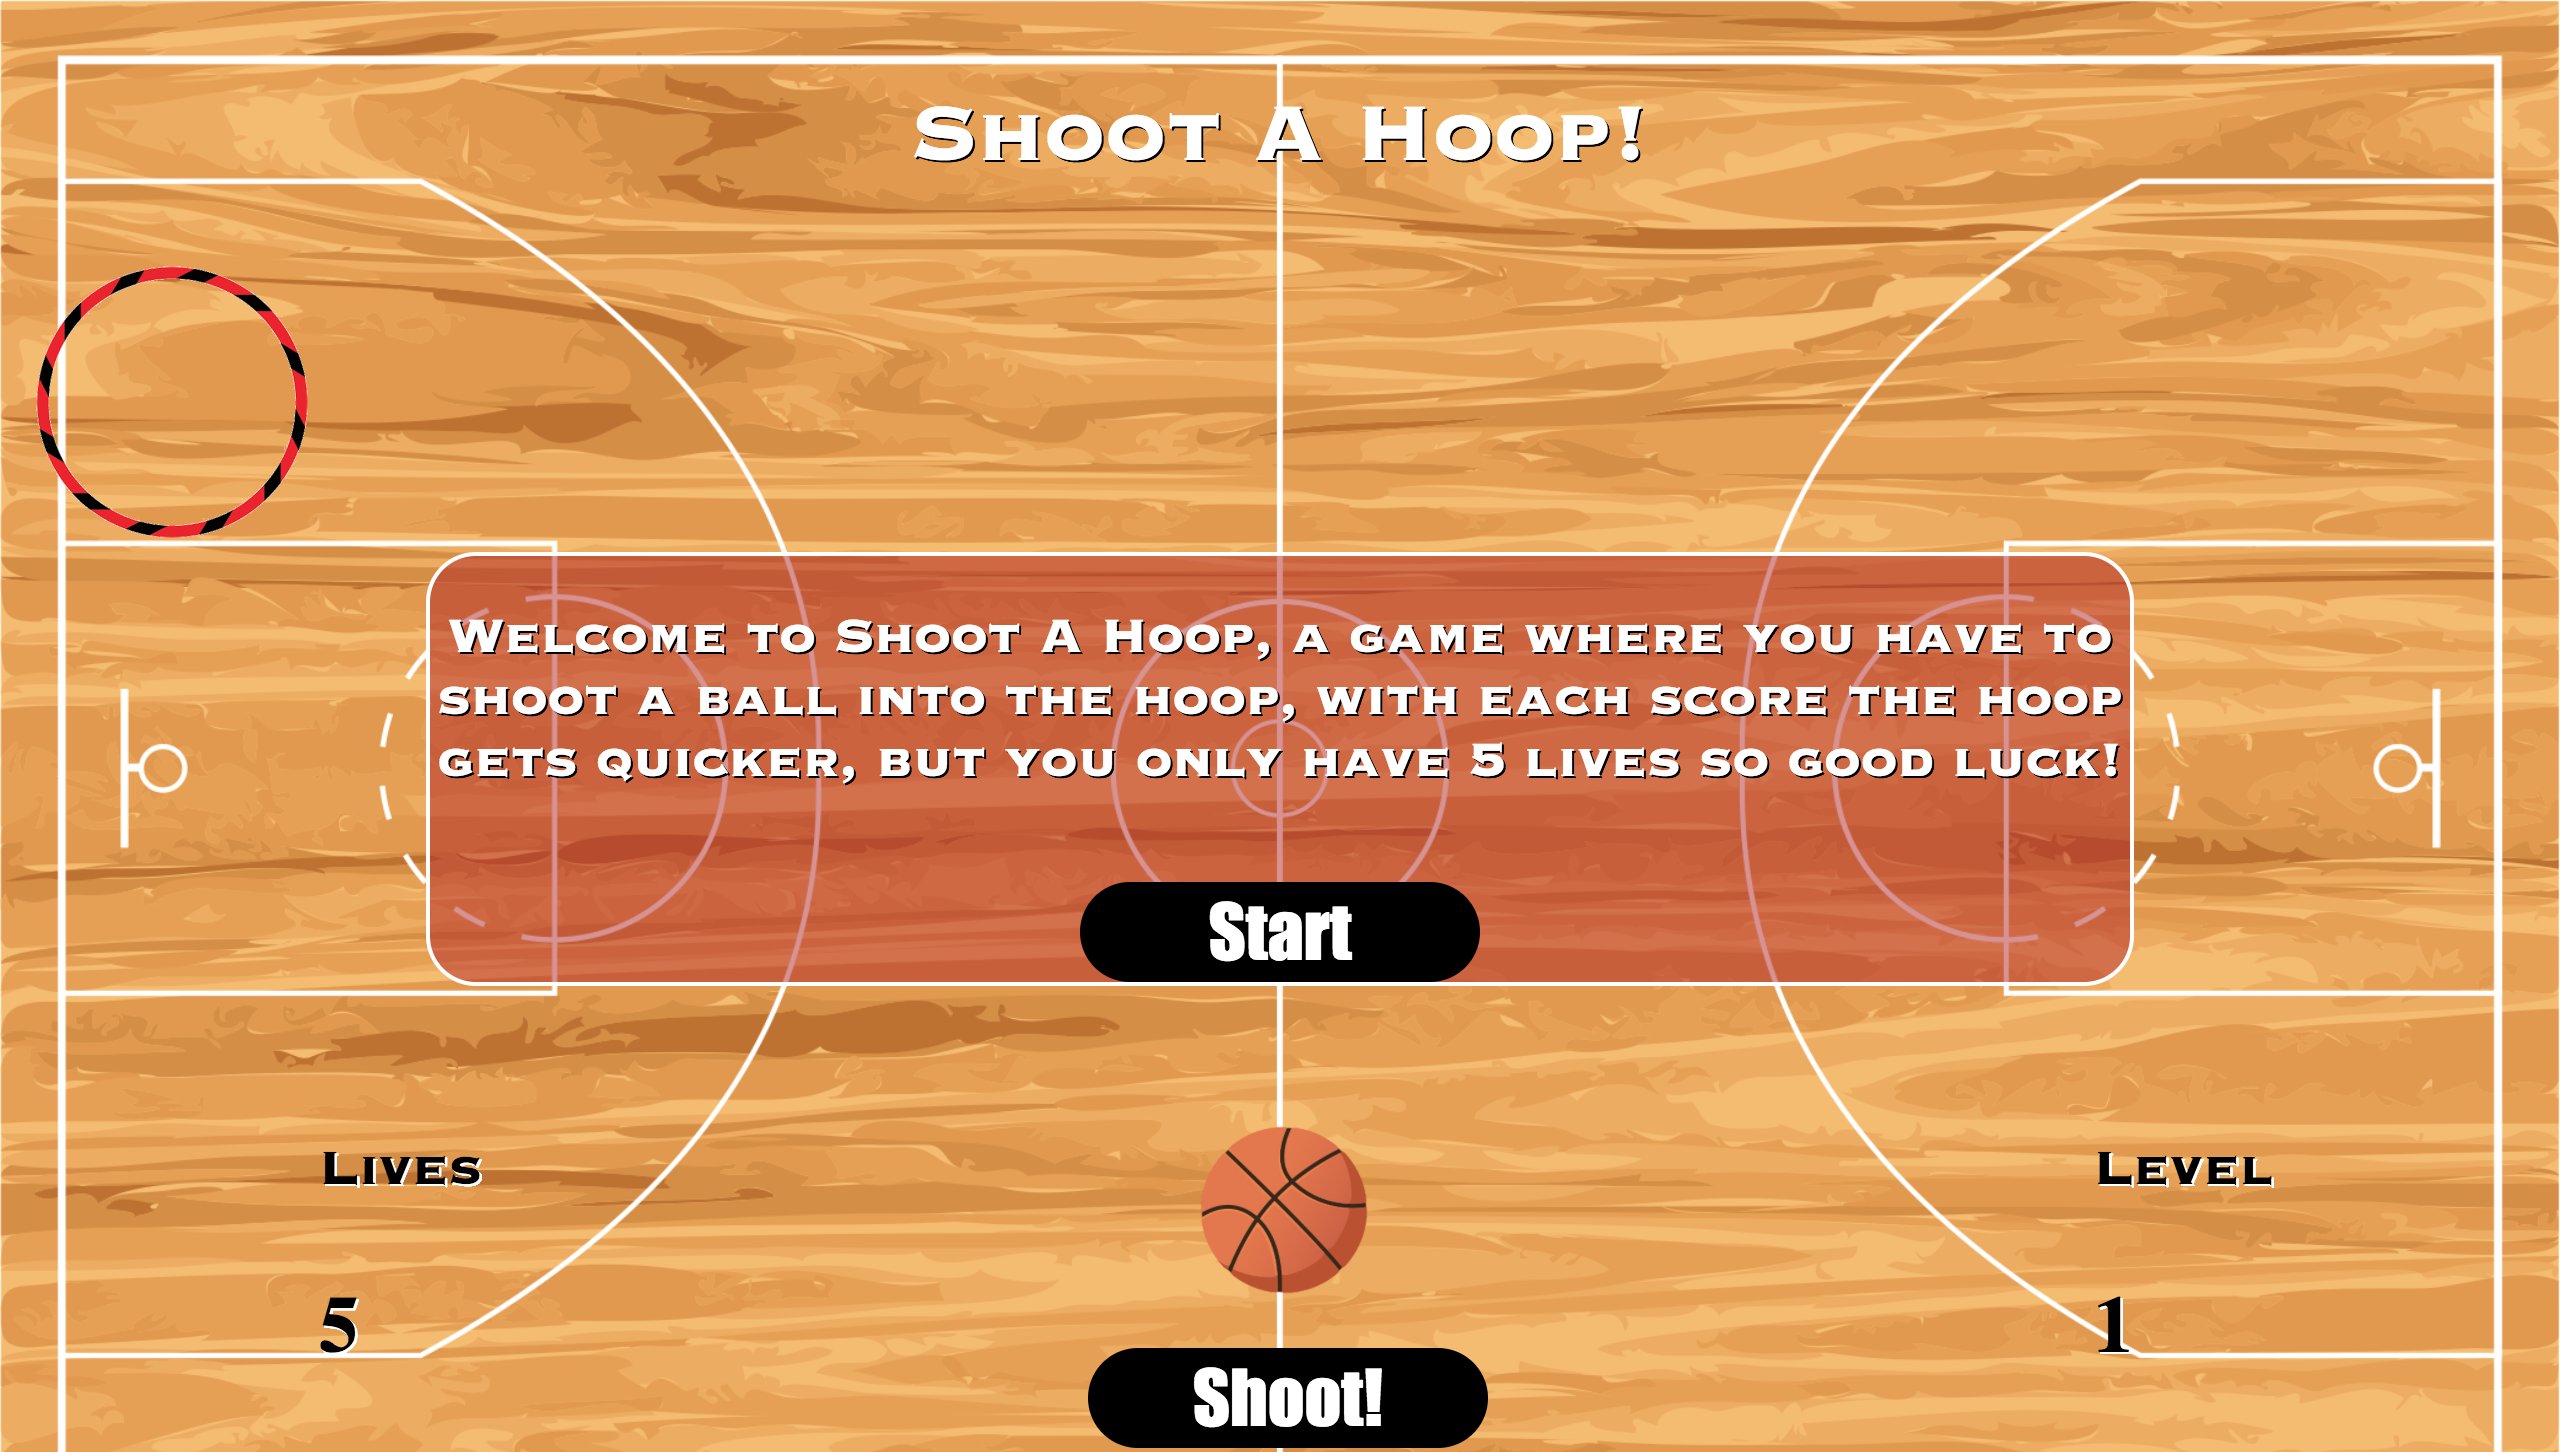 Shoot A Hoop!
Welcome to Shoot A Hoop, a game where you have to
shoot a ball into the hoop, with each score the hoop
gets quicker, but you only have 5 lives so good luck!
Start
Lives
Level
5
1
Shoot!